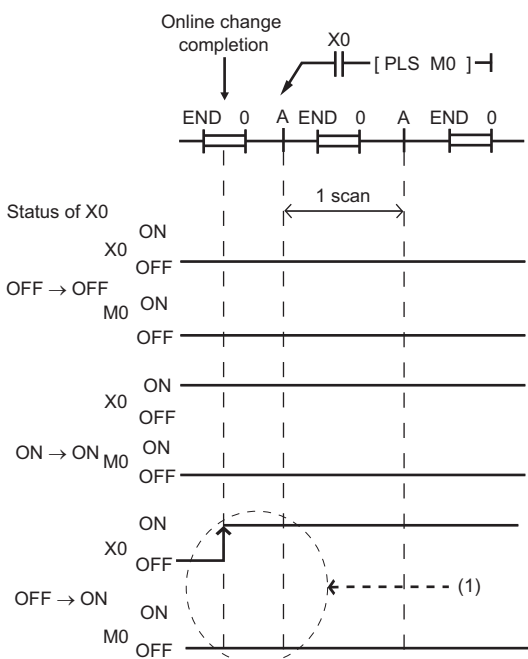 Online change
completion
X0
[ PLS M0 ]
END 0 A END 0 A END 0
1 scan
Status of X0
ON
X0
OFF
OFF → OFF
ON
M0
OFF
ON
X0
OFF
ON → ON
ON
M0
OFF
ON
X0
OFF
(1)
OFF → ON
ON
M0
OFF